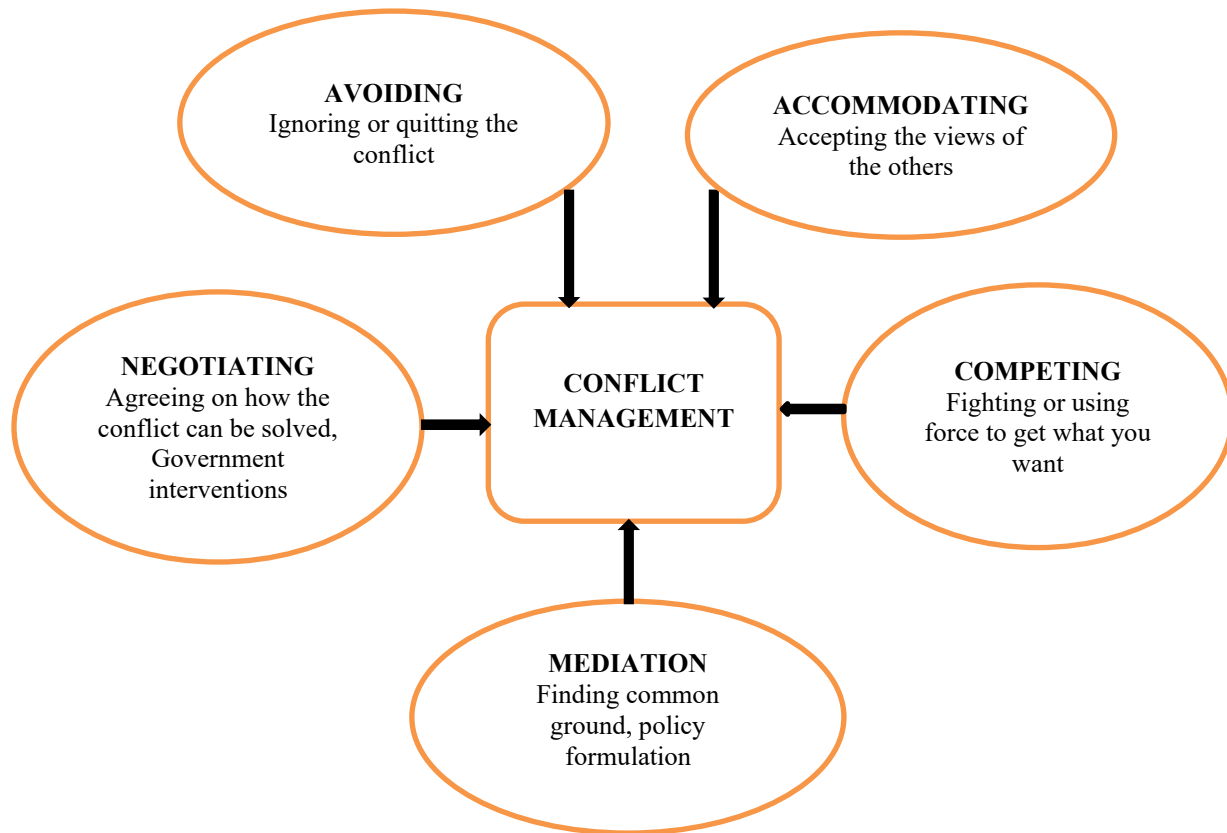 AVOIDING
Ignoring or quitting the
conflict
ACCOMMODATING
Accepting the views of
the others
NEGOTIATING
Agreeing on how the
conflict can be solved,
Government
interventions
CONFLICT
MANAGEMENT
COMPETING
Fighting or using
force to get what you
want
MEDIATION
Finding common
ground, policy
formulation